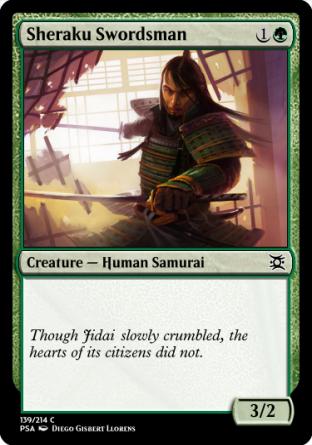 Sheraku Swordsman 1
Creature — Human Samurai
Though Jidai slowly crumbled, the
hearts of its citizens did not.
3/2
139/214 C
PSA DIEGO GISBERT LLORENS